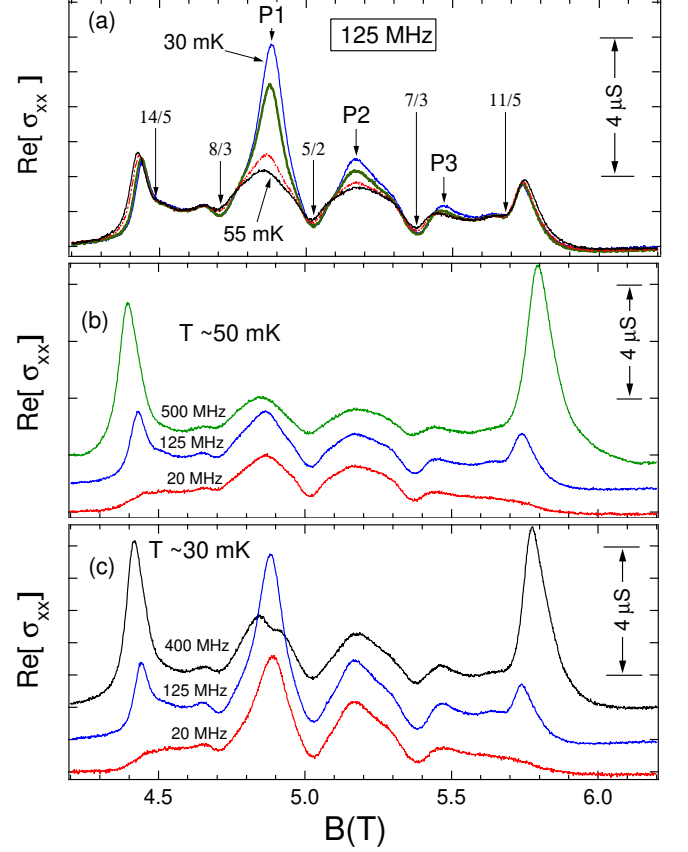 (a)
P1
125 MHz
30 mK
4 μS
Re[ σxx ]
14/5
8/3
5/2
P2
7/3
P3
11/5
55 mK
(b)
T ~50 mK
4 μS
Re[ σxx ]
500 MHz
125 MHz
20 MHz
(c)
T ~30 mK
4 μS
Re[ σxx ]
400 MHz
125 MHz
20 MHz
4.5 5.0 5.5 6.0
B(T)